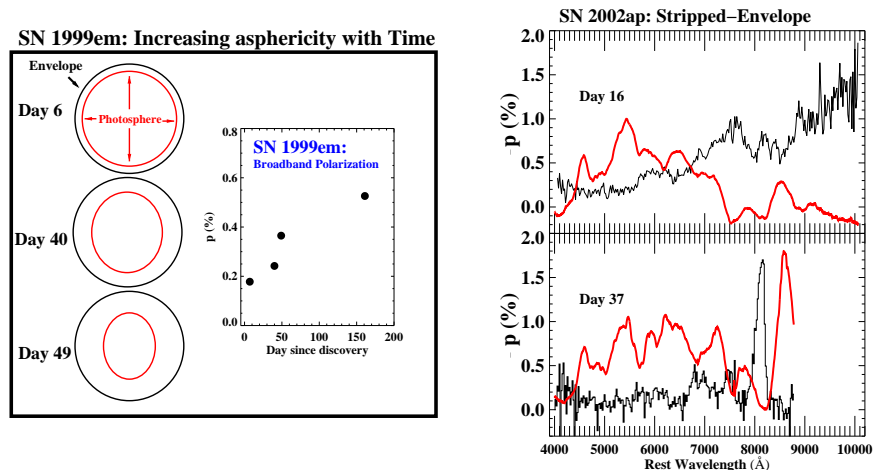 SN 1999em: Increasing asphericity with Time
Envelope
Day 6
Photosphere
Day 40
Day 49
SN 1999em:
Broadband Polarization
p (%)
0.8
0.6
0.4
0.2
0.0
0 50 100 150 200
Day since discovery
SN 2002ap: Stripped−Envelope
Day 16
p (%)
2.0
1.5
1.0
0.5
0.0
Day 37
p (%)
2.0
1.5
1.0
0.5
0.0
4000 5000 6000 7000 8000 9000 10000
Rest Wavelength (Å)